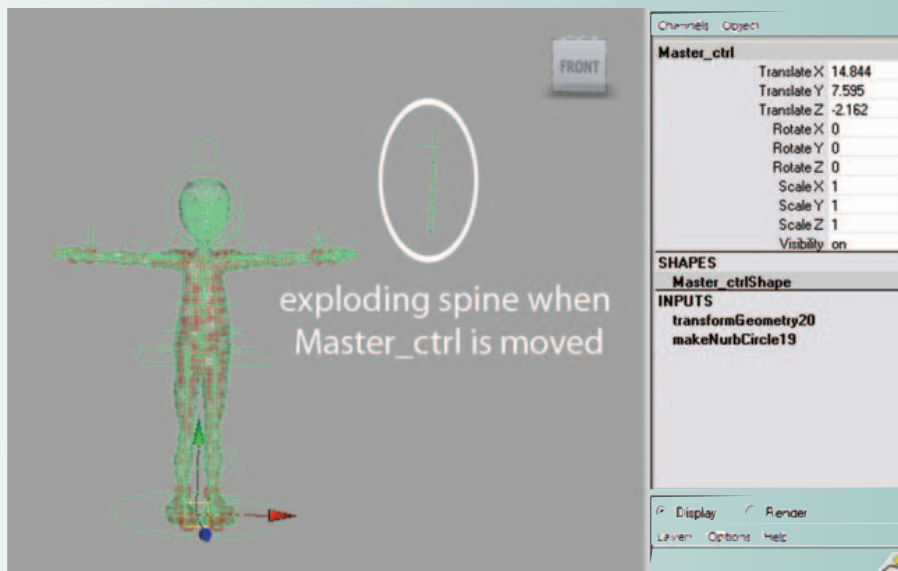 FRONT
exploding spine when
Master_ctrl is moved
Channels Object
Master_ctrl
Translate X 14.844
Translate Y 7.595
Translate Z -2.162
Rotate X 0
Rotate Y 0
Rotate Z 0
Scale X 1
Scale Y 1
Scale Z 1
Visibility on
SHAPES
Master_ctrlShape
INPUTS
transformGeometry20
makeNurbCircle19
Display Render
Layers Options Help